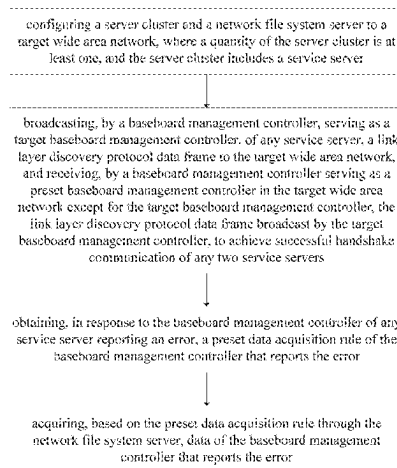 configuring a server cluster and a network file system server to a
target wide area network, where a quantity of the server cluster is at
least one, and the server cluster includes a service server
broadcasting, by a baseboard management controller, serving as a
target baseboard management controller, of any service server, a link
layer discovery protocol data frame to the target wide area network,
and receiving, by a baseboard management controller serving as a
preset baseboard management controller in the target wide area
network except for the target baseboard management controller, the
link layer discovery protocol data frame broadcast by the target
baseboard management controller, to achieve successful handshake
communication of any two service servers
obtaining, in response to the baseboard management controller of any
service server reporting an error, a preset data acquisition rule of the
baseboard management controller that reports the error
acquiring, based on the preset data acquisition rule through the
network file system server, data of the baseboard management
controller that reports the error